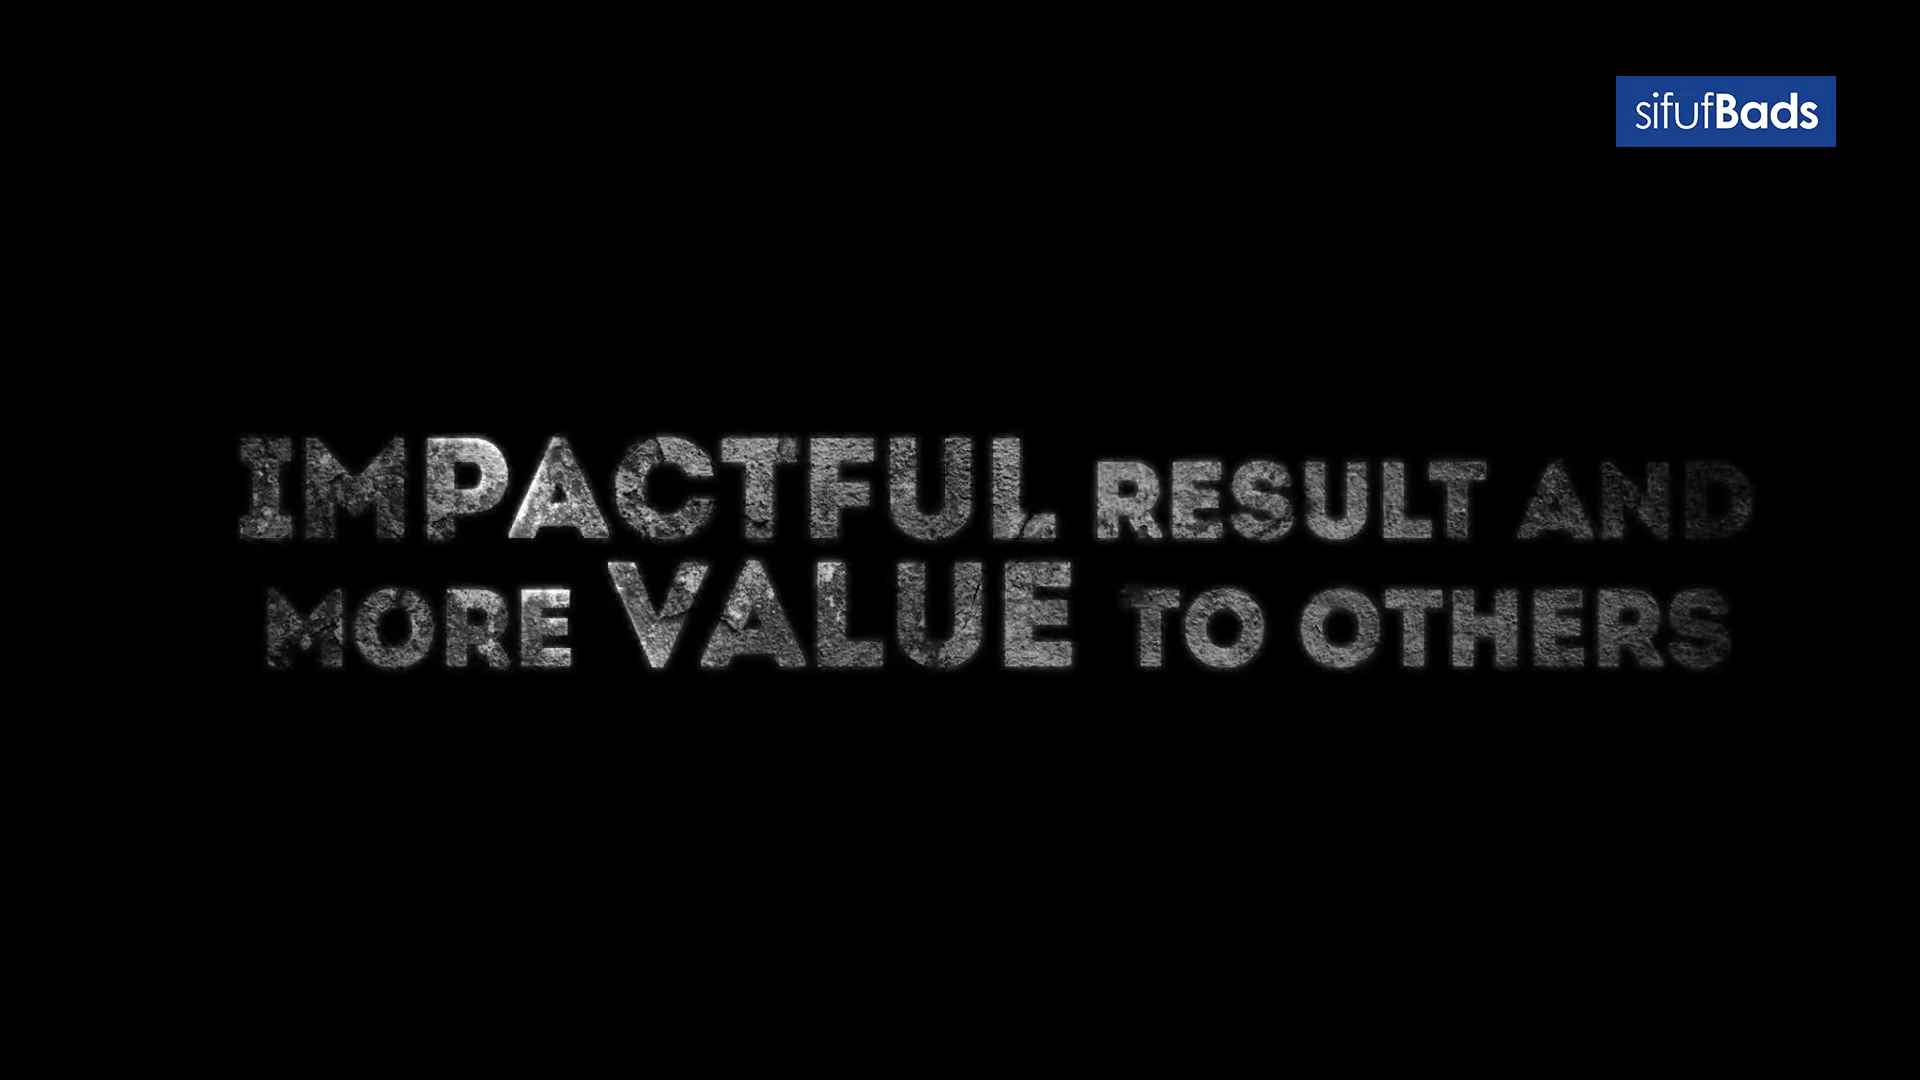 sifufBads
IMPACTFUL RESULT AND
MORE VALUE TO OTHERS